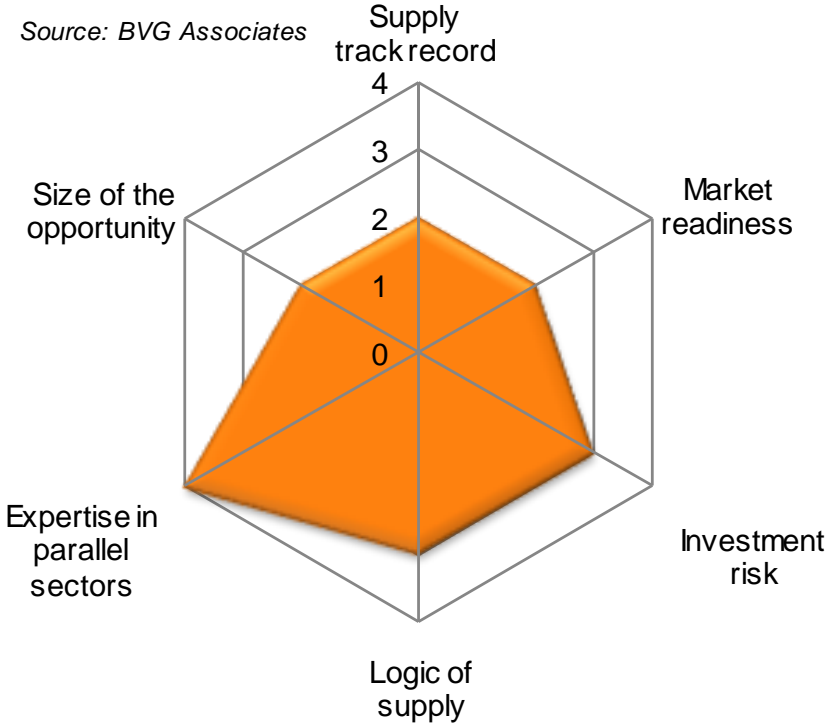 Source: BVG Associates
Supply
track record
4
3
2
1
0
Size of the
opportunity
Market
readiness
Expertise in
parallel
sectors
Investment
risk
Logic of
supply